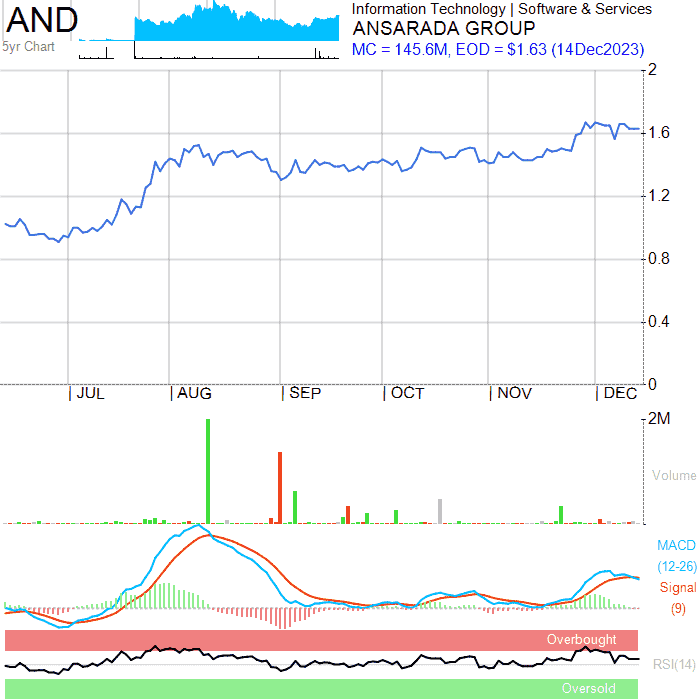 AND
5yr Chart
Information Technology | Software & Services
ANSARADA GROUP
MC = 145.6M, EOD = $1.63 (14Dec2023)
2
1.6
1.2
0.8
0.4
0
| JUL | AUG | SEP | OCT | NOV | DEC
2M
Volume
MACD
(12-26)
Signal
(9)
Overbought
RSI(14)
Oversold